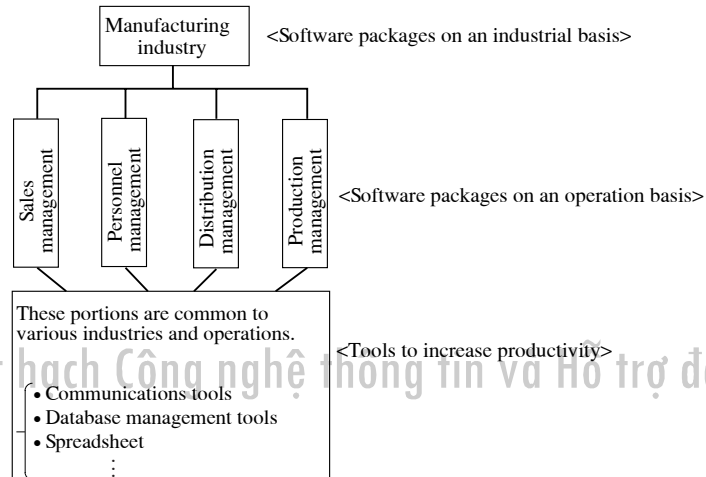 Manufacturing
industry
<Software packages on an industrial basis>
Sales
management
Personnel
management
Distribution
management
Production
management
<Software packages on an operation basis>
These portions are common to
various industries and operations.
<Tools to increase productivity>
hạch Công nghệ thông tin và Hỗ trợ
• Communications tools
• Database management tools
• Spreadsheet
⋮